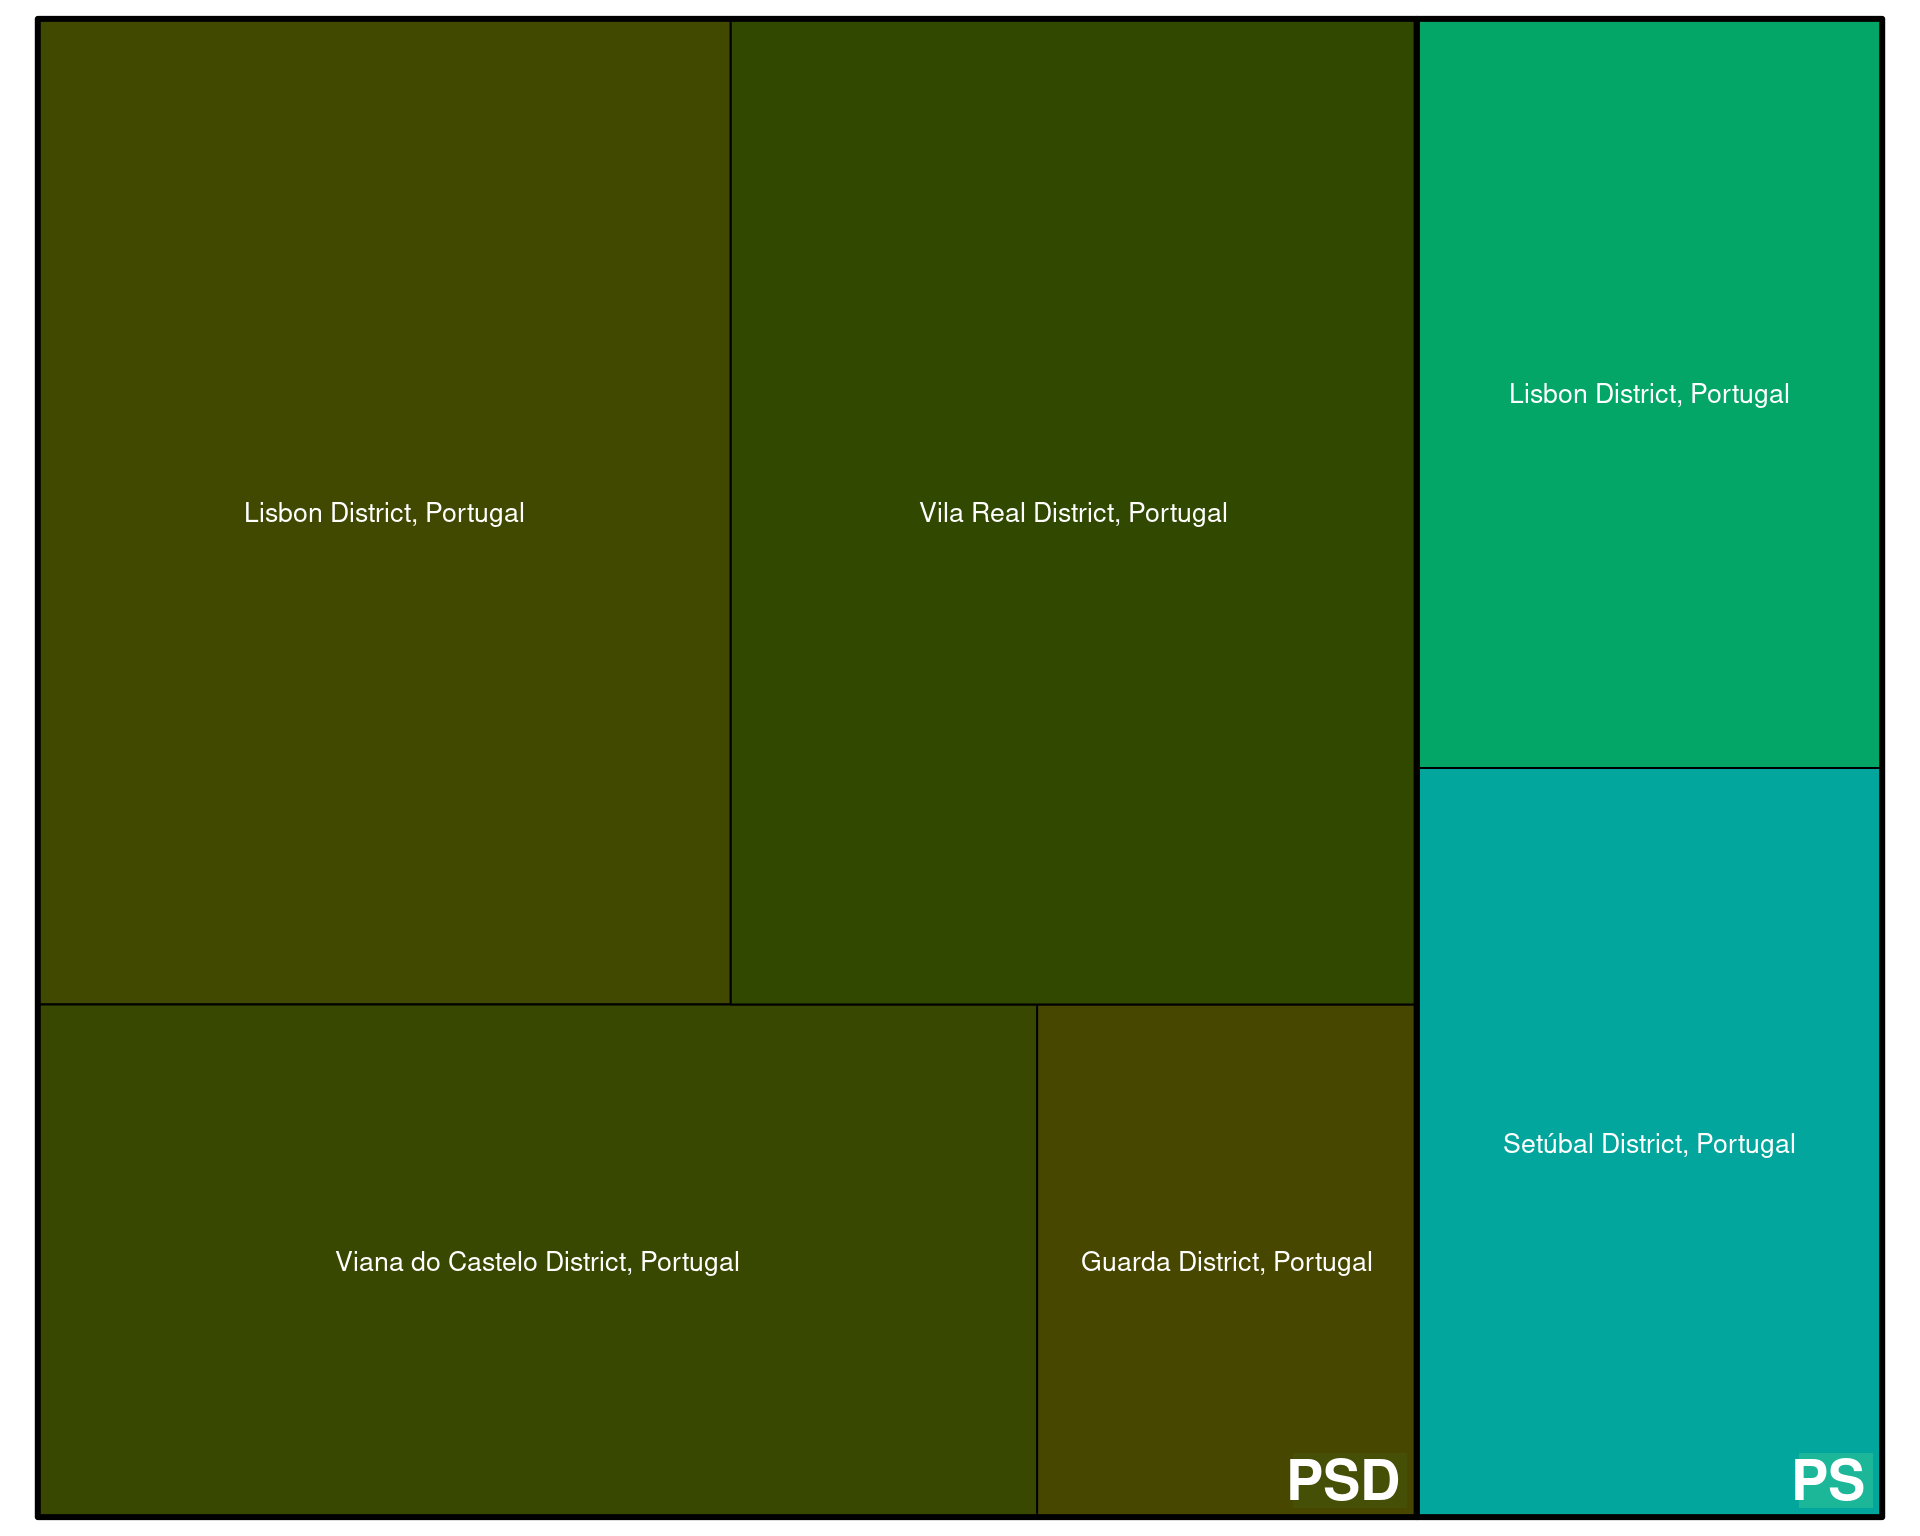 Lisbon District, Portugal
Vila Real District, Portugal
Lisbon District, Portugal
Viana do Castelo District, Portugal
Guarda District, Portugal
Setúbal District, Portugal
PSD
PS